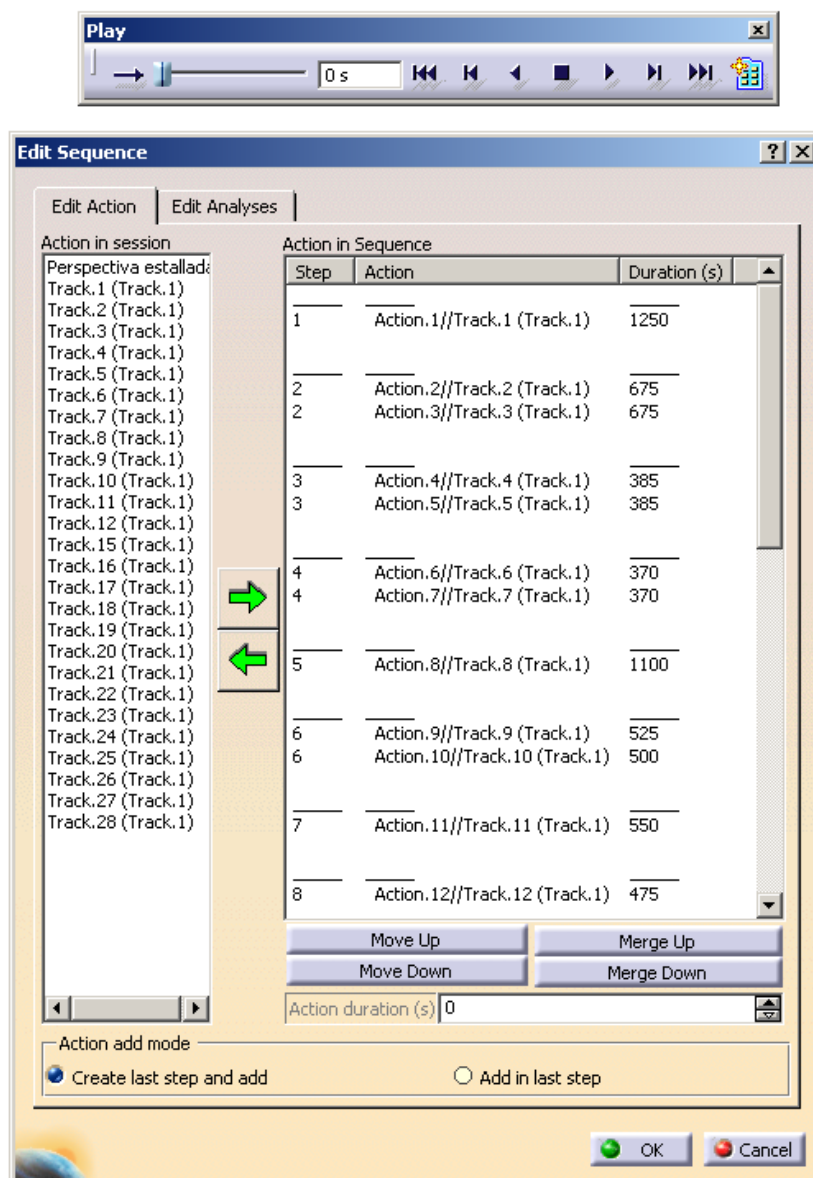 Play
0 s
Edit Sequence
Edit Action Edit Analyses
Action in session
Perspectiva estallada
Track.1 (Track.1)
Track.2 (Track.1)
Track.3 (Track.1)
Track.4 (Track.1)
Track.5 (Track.1)
Track.6 (Track.1)
Track.7 (Track.1)
Track.8 (Track.1)
Track.9 (Track.1)
Track.10 (Track.1)
Track.11 (Track.1)
Track.12 (Track.1)
Track.15 (Track.1)
Track.16 (Track.1)
Track.17 (Track.1)
Track.18 (Track.1)
Track.19 (Track.1)
Track.20 (Track.1)
Track.21 (Track.1)
Track.22 (Track.1)
Track.23 (Track.1)
Track.24 (Track.1)
Track.25 (Track.1)
Track.26 (Track.1)
Track.27 (Track.1)
Track.28 (Track.1)
Action in Sequence
Step Action Duration (s)
1 Action.1//Track.1 (Track.1) 1250
2 Action.2//Track.2 (Track.1) 675
2 Action.3//Track.3 (Track.1) 675
3 Action.4//Track.4 (Track.1) 385
3 Action.5//Track.5 (Track.1) 385
4 Action.6//Track.6 (Track.1) 370
4 Action.7//Track.7 (Track.1) 370
5 Action.8//Track.8 (Track.1) 1100
6 Action.9//Track.9 (Track.1) 525
6 Action.10//Track.10 (Track.1) 500
7 Action.11//Track.11 (Track.1) 550
8 Action.12//Track.12 (Track.1) 475
Move Up Merge Up
Move Down Merge Down
Action duration (s) 0
Action add mode
Create last step and add Add in last step
OK Cancel